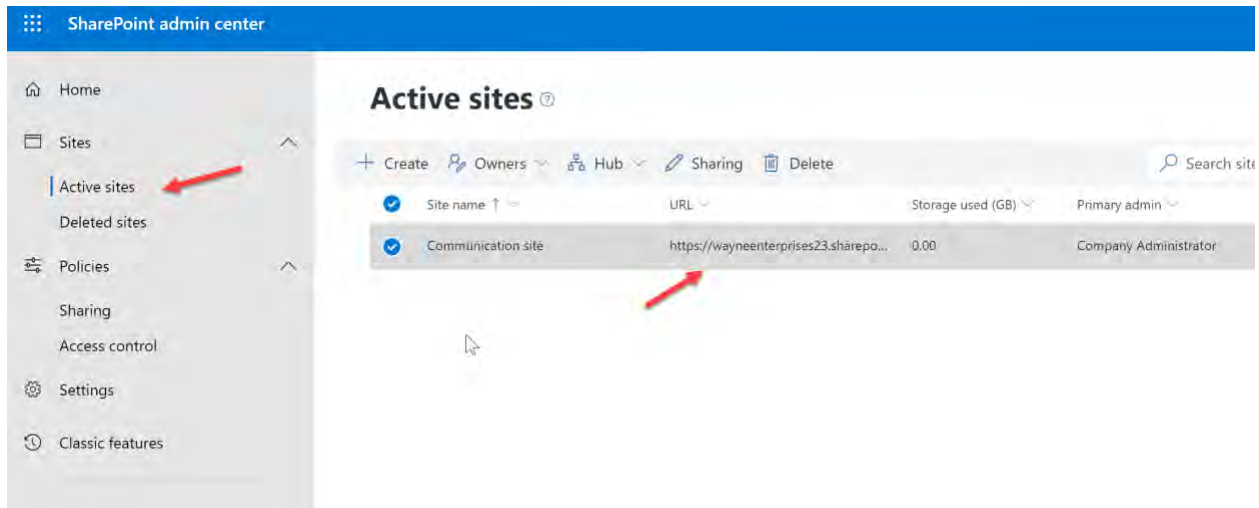 SharePoint admin center
Home
Sites
Active sites
Deleted sites
Policies
Sharing
Access control
Settings
Classic features
Active sites
Create Owners Hub Sharing Delete Search site
Site name ↑ URL Storage used (GB) Primary admin
Communication site https://wayneenterprises23.sharepo... 0.00 Company Administrator